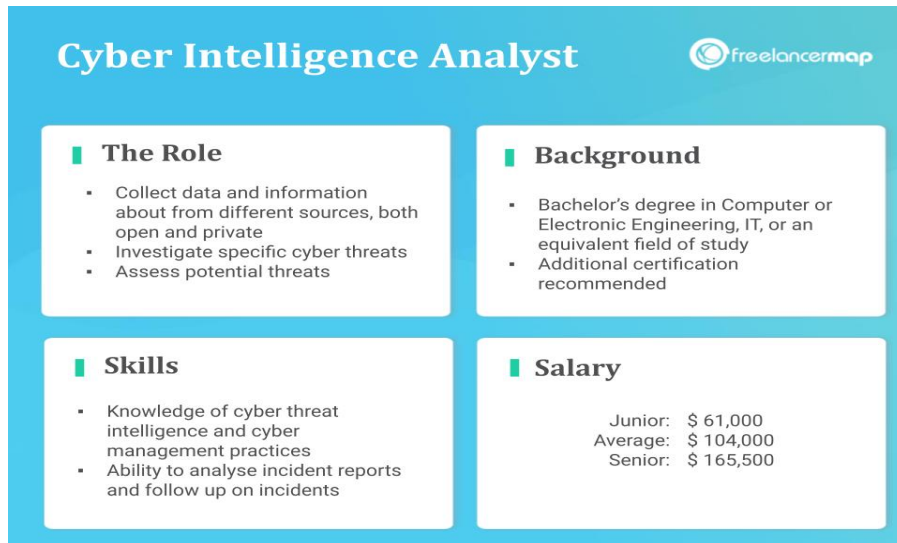 Cyber Intelligence Analyst
freelancermap
The Role
▪ Collect data and information
about from different sources, both
open and private
▪ Investigate specific cyber threats
▪ Assess potential threats
Background
▪ Bachelor’s degree in Computer or
Electronic Engineering, IT, or an
equivalent field of study
▪ Additional certification
recommended
Skills
▪ Knowledge of cyber threat
intelligence and cyber
management practices
▪ Ability to analyse incident reports
and follow up on incidents
Salary
Junior: $ 61,000
Average: $ 104,000
Senior: $ 165,500